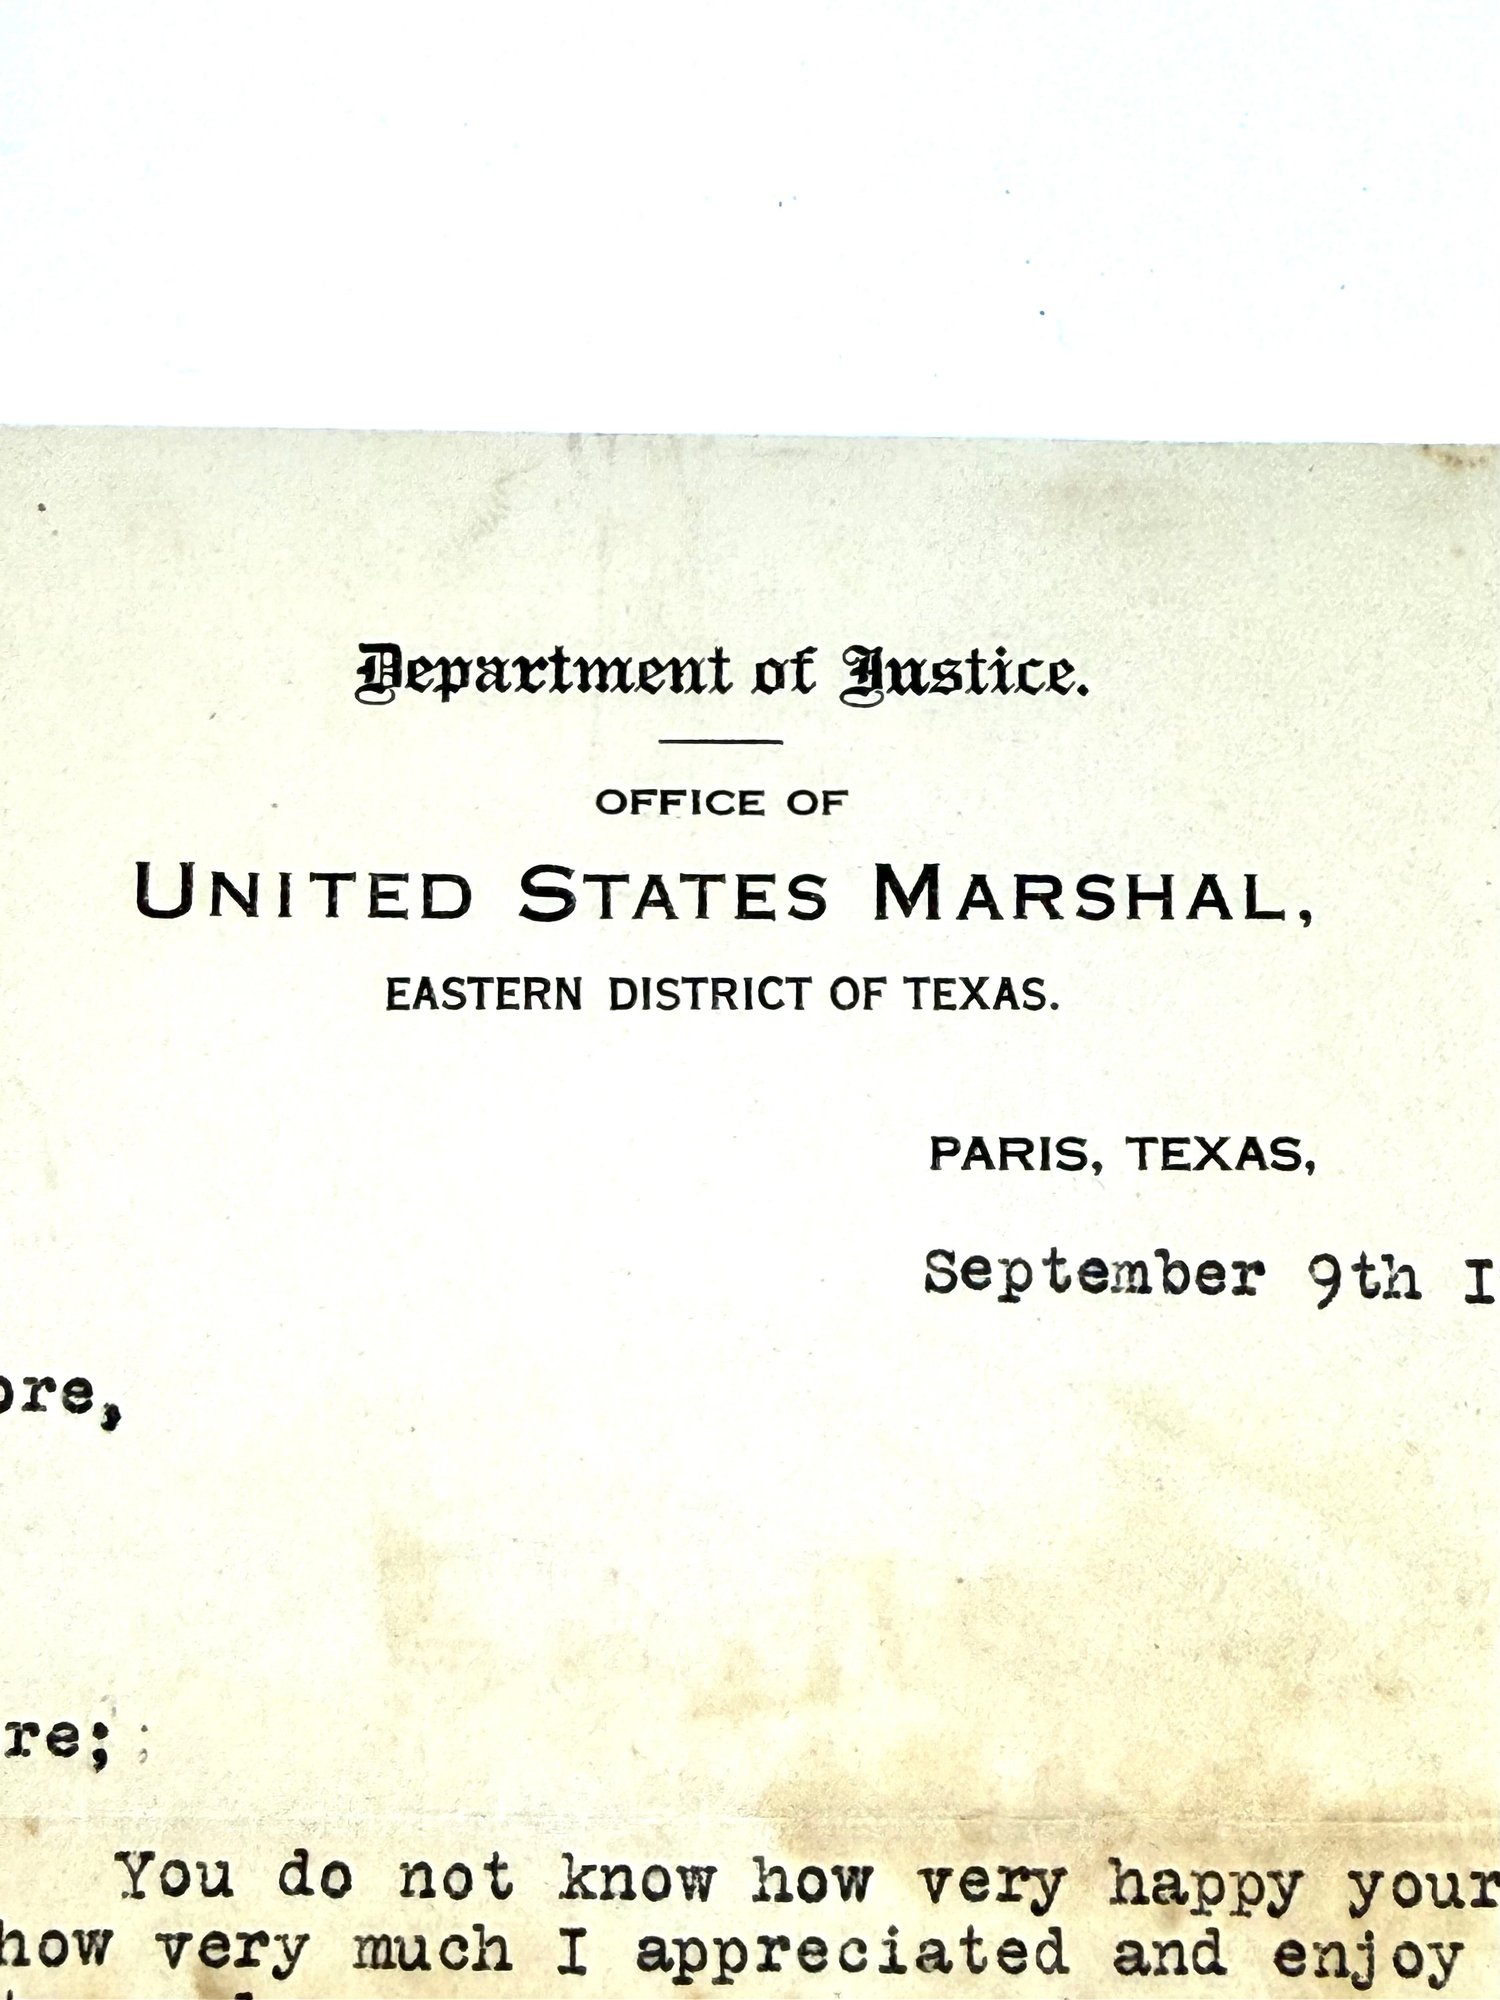 Department of Justice.
OFFICE OF
UNITED STATES MARSHAL,
EASTERN DISTRICT OF TEXAS.
PARIS, TEXAS,
September 9th I
ore,
re;;
You do not know how very happy your
how very much I appreciated and enjoy